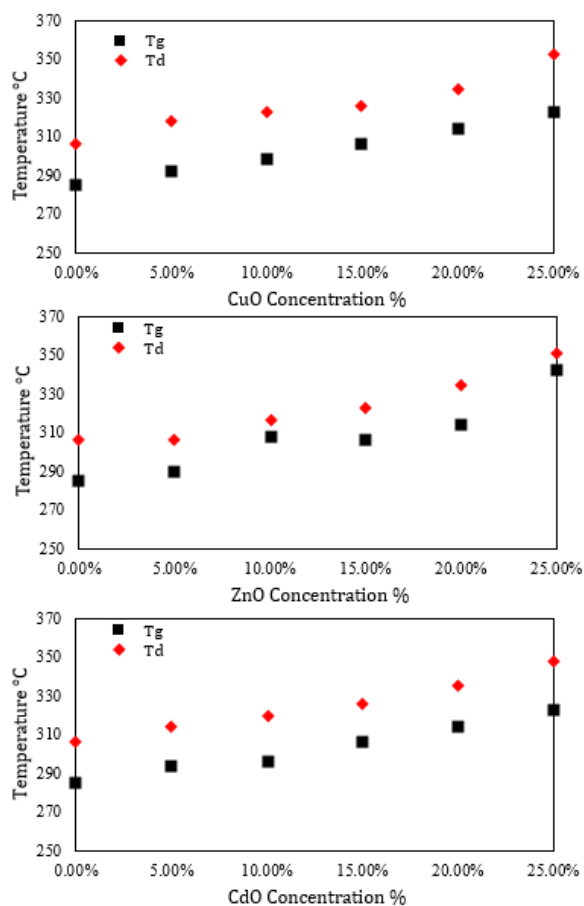 370
350
330
310
290
270
250
Temperature °C
Tg
Td
0.00% 5.00% 10.00% 15.00% 20.00% 25.00%
CuO Concentration %
370
350
330
310
290
270
250
Temperature °C
Tg
Td
0.00% 5.00% 10.00% 15.00% 20.00% 25.00%
ZnO Concentration %
370
350
330
310
290
270
250
Temperature °C
Tg
Td
0.00% 5.00% 10.00% 15.00% 20.00% 25.00%
CdO Concentration %